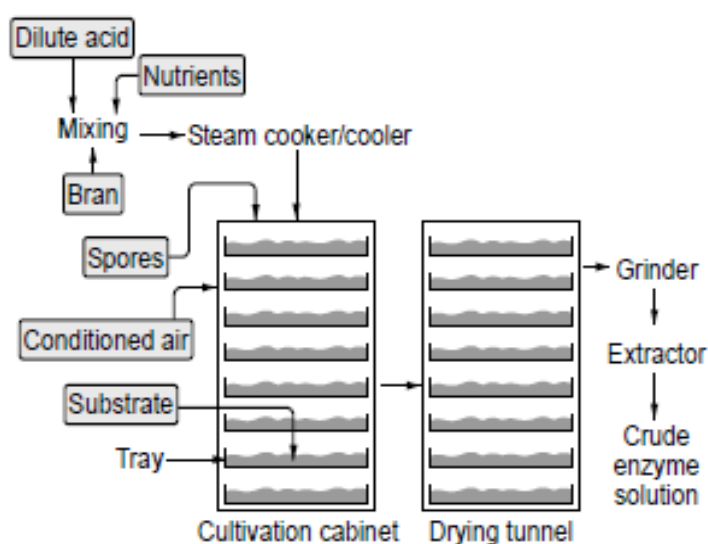 Dilute acid
Nutrients
Mixing
Steam cooker/cooler
Bran
Spores
Grinder
Conditioned air
Extractor
Substrate
Tray
Crude
enzyme
solution
Cultivation cabinet
Drying tunnel